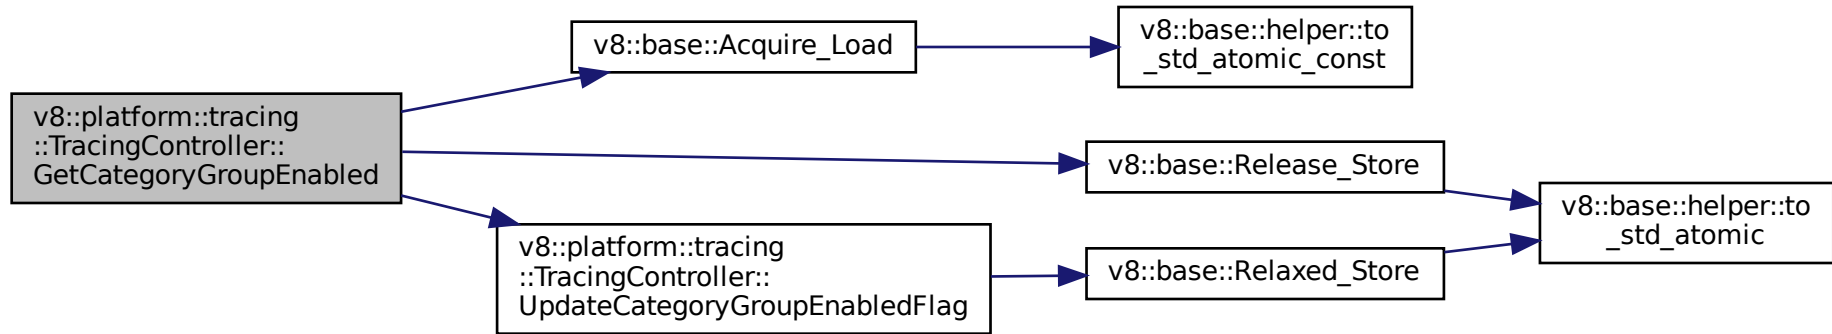 v8::platform::tracing
::TracingController::
GetCategoryGroupEnabled
v8::base::Acquire_Load
v8::base::helper::to
_std_atomic_const
v8::base::Release_Store
v8::platform::tracing
::TracingController::
UpdateCategoryGroupEnabledFlag
v8::base::Relaxed_Store
v8::base::helper::to
_std_atomic